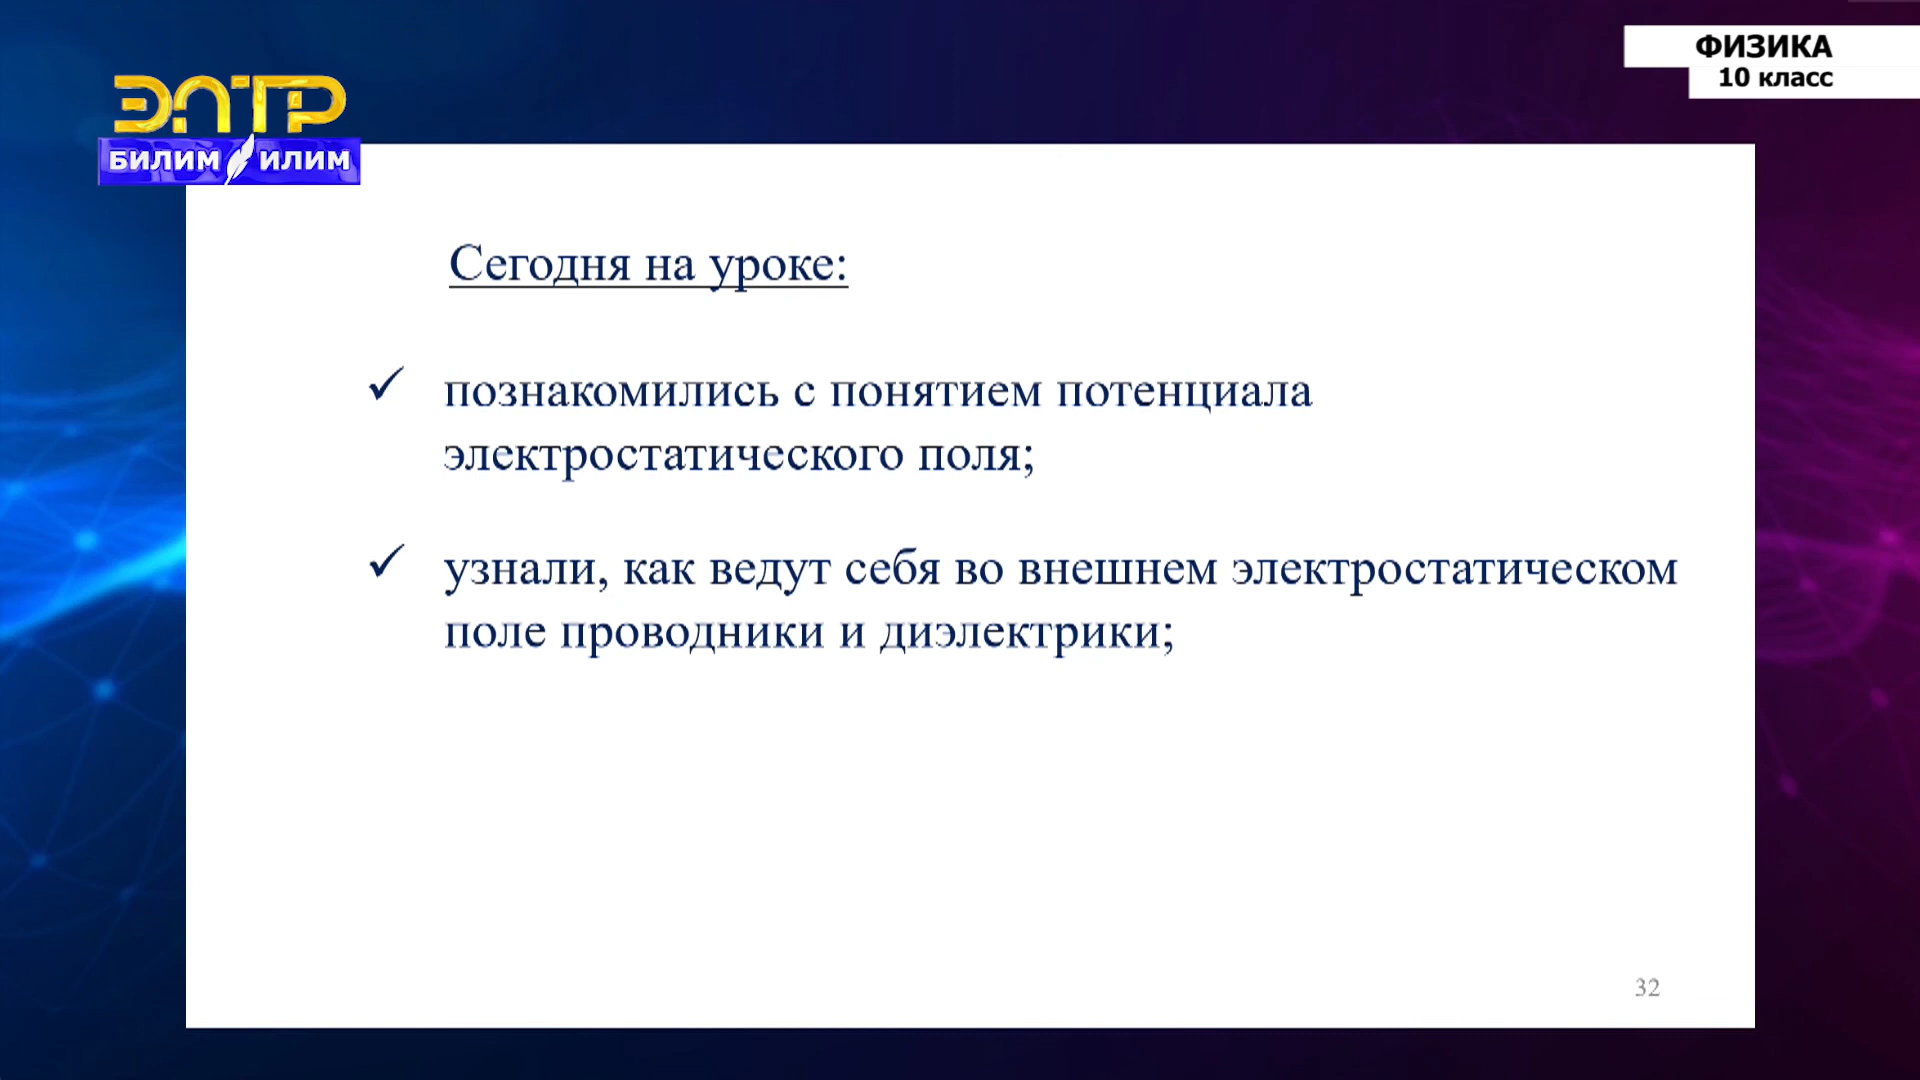 ФИЗИКА
10 класс
ЭЛТР
БИЛИМ ИЛИМ
Сегодня на уроке:
✓ познакомились с понятием потенциала
электростатического поля;
✓ узнали, как ведут себя во внешнем электростатическом
поле проводники и диэлектрики;
32